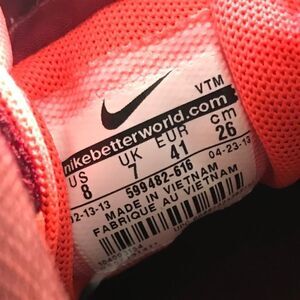 VTM
nikebetterworld.com
US UK EUR cm
8 7 41 26
599482-616
02-13-13 04-23-13
MADE IN VIETNAM
FABRIQUE AU VIETNAM